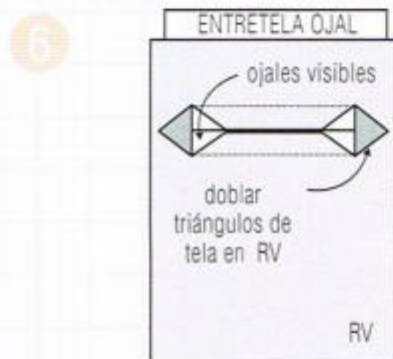 6
ENTRETELA OJAL
ojales visibles
doblar
triángulos de
tela en RV
RV